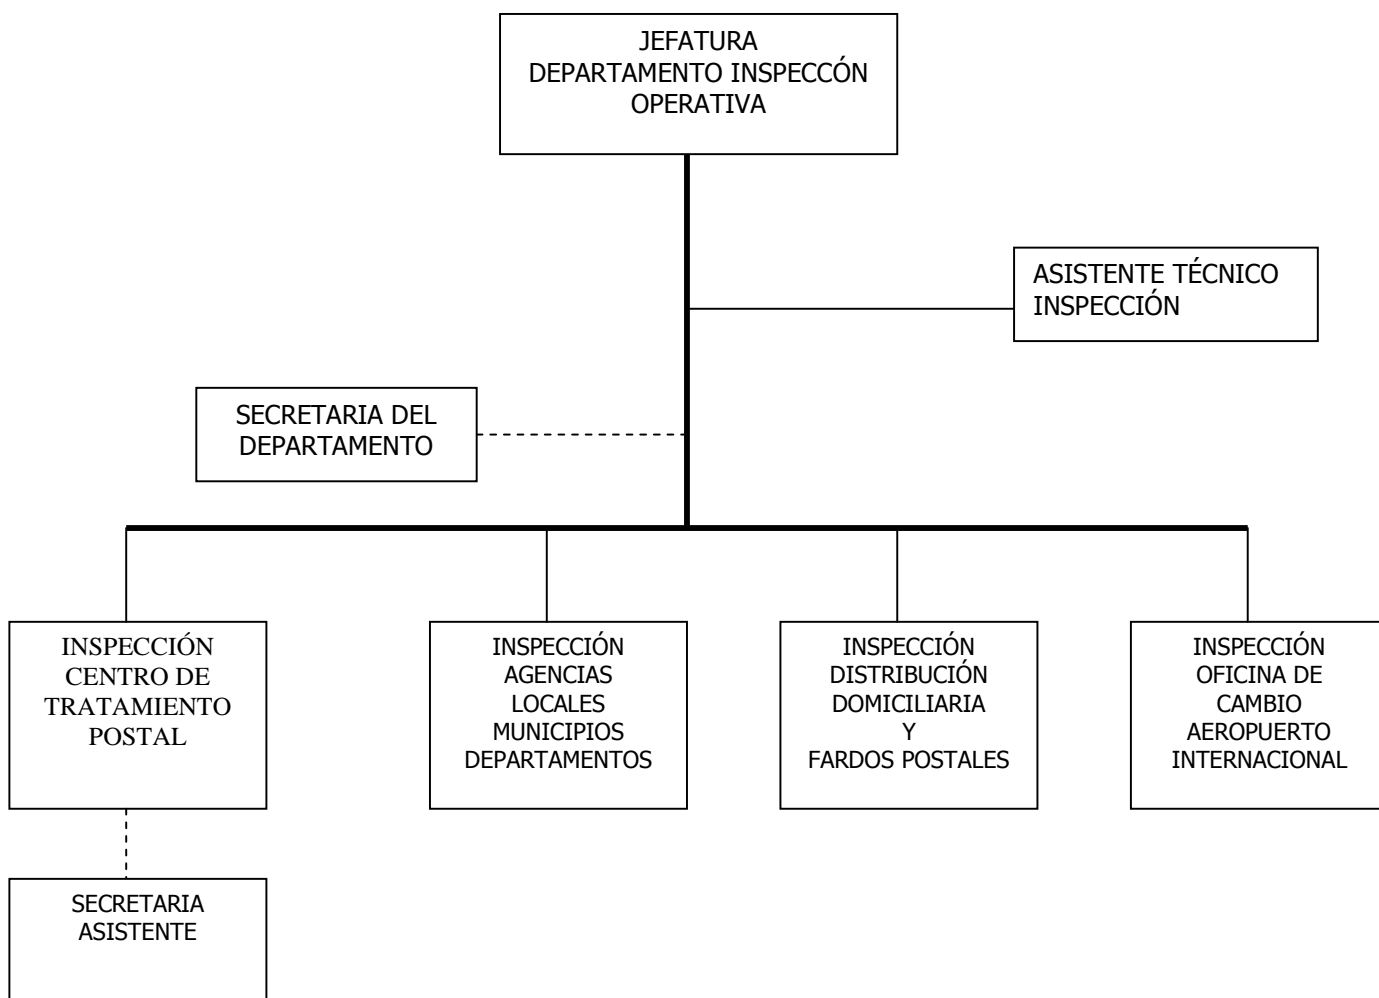 JEFATURA
DEPARTAMENTO INSPECCÓN
OPERATIVA
ASISTENTE TÉCNICO
INSPECCIÓN
SECRETARIA DEL
DEPARTAMENTO
INSPECCIÓN
CENTRO DE
TRATAMIENTO
POSTAL
INSPECCIÓN
AGENCIAS
LOCALES
MUNICIPIOS
DEPARTAMENTOS
INSPECCIÓN
DISTRIBUCIÓN
DOMICILIARIA
Y
FARDOS POSTALES
INSPECCIÓN
OFICINA DE
CAMBIO
AEROPUERTO
INTERNACIONAL
SECRETARIA
ASISTENTE